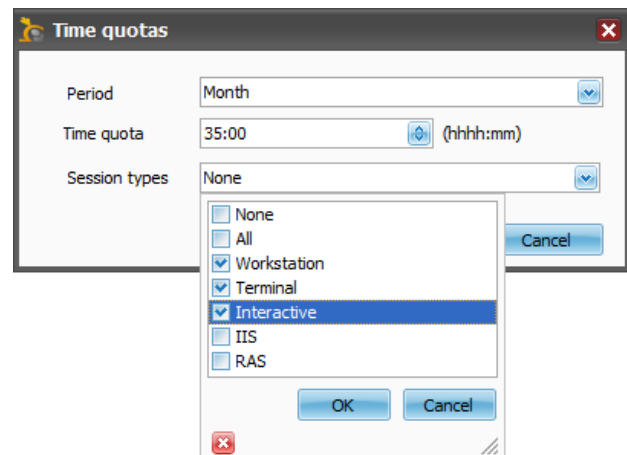 Time quotas
Period Month
Time quota 35:00 (hhhh:mm)
Session types None
None
All
Cancel
Workstation
Terminal
Interactive
IIS
RAS
OK Cancel